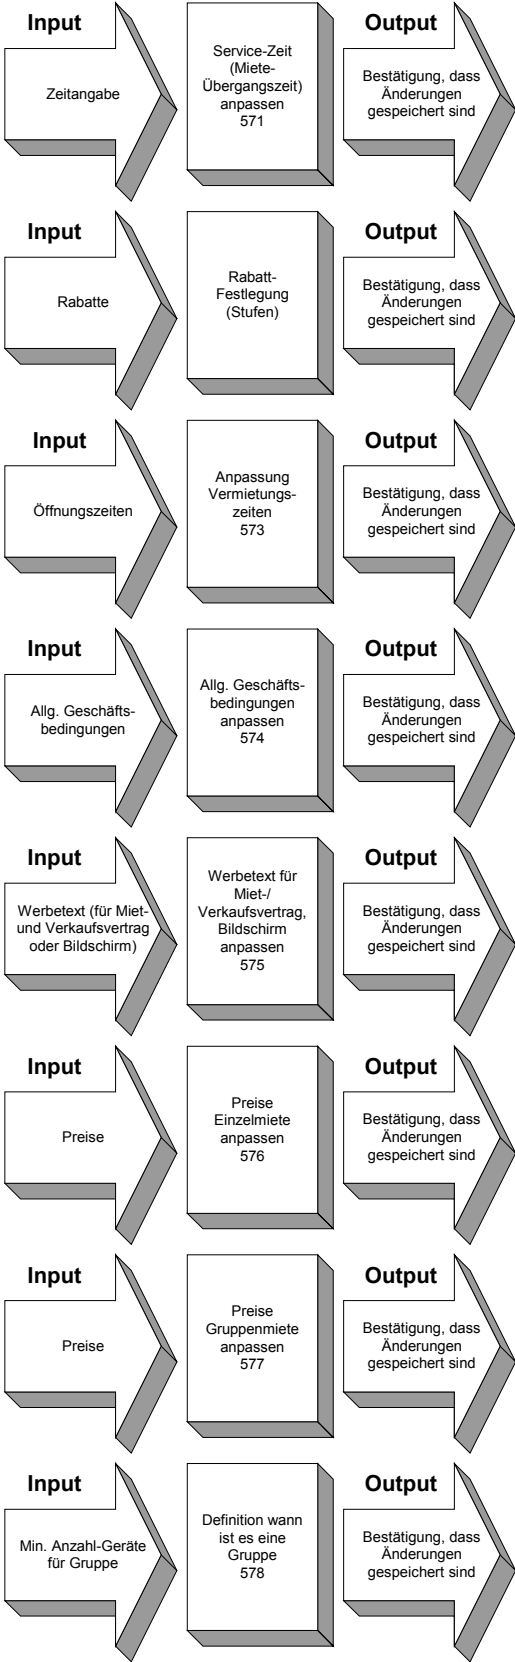 Input
Zeitangabe
Service-Zeit
(Miete-
Übergangszeit)
anpassen
571
Output
Bestätigung, dass
Änderungen
gespeichert sind
Input
Rabatte
Rabatt-
Festlegung
(Stufen)
Output
Bestätigung, dass
Änderungen
gespeichert sind
Input
Öffnungszeiten
Anpassung
Vermietungs-
zeiten
573
Output
Bestätigung, dass
Änderungen
gespeichert sind
Input
Allg. Geschäfts-
bedingungen
Allg. Geschäfts-
bedingungen
anpassen
574
Output
Bestätigung, dass
Änderungen
gespeichert sind
Input
Werbetext (für Miet-
und Verkaufsvertrag
oder Bildschirm)
Werbetext für
Miet-/
Verkaufsvertrag,
Bildschirm
anpassen
575
Output
Bestätigung, dass
Änderungen
gespeichert sind
Input
Preise
Preise
Einzelmiete
anpassen
576
Output
Bestätigung, dass
Änderungen
gespeichert sind
Input
Preise
Preise
Gruppenmiete
anpassen
577
Output
Bestätigung, dass
Änderungen
gespeichert sind
Input
Min. Anzahl-Geräte
für Gruppe
Definition wann
ist es eine
Gruppe
578
Output
Bestätigung, dass
Änderungen
gespeichert sind